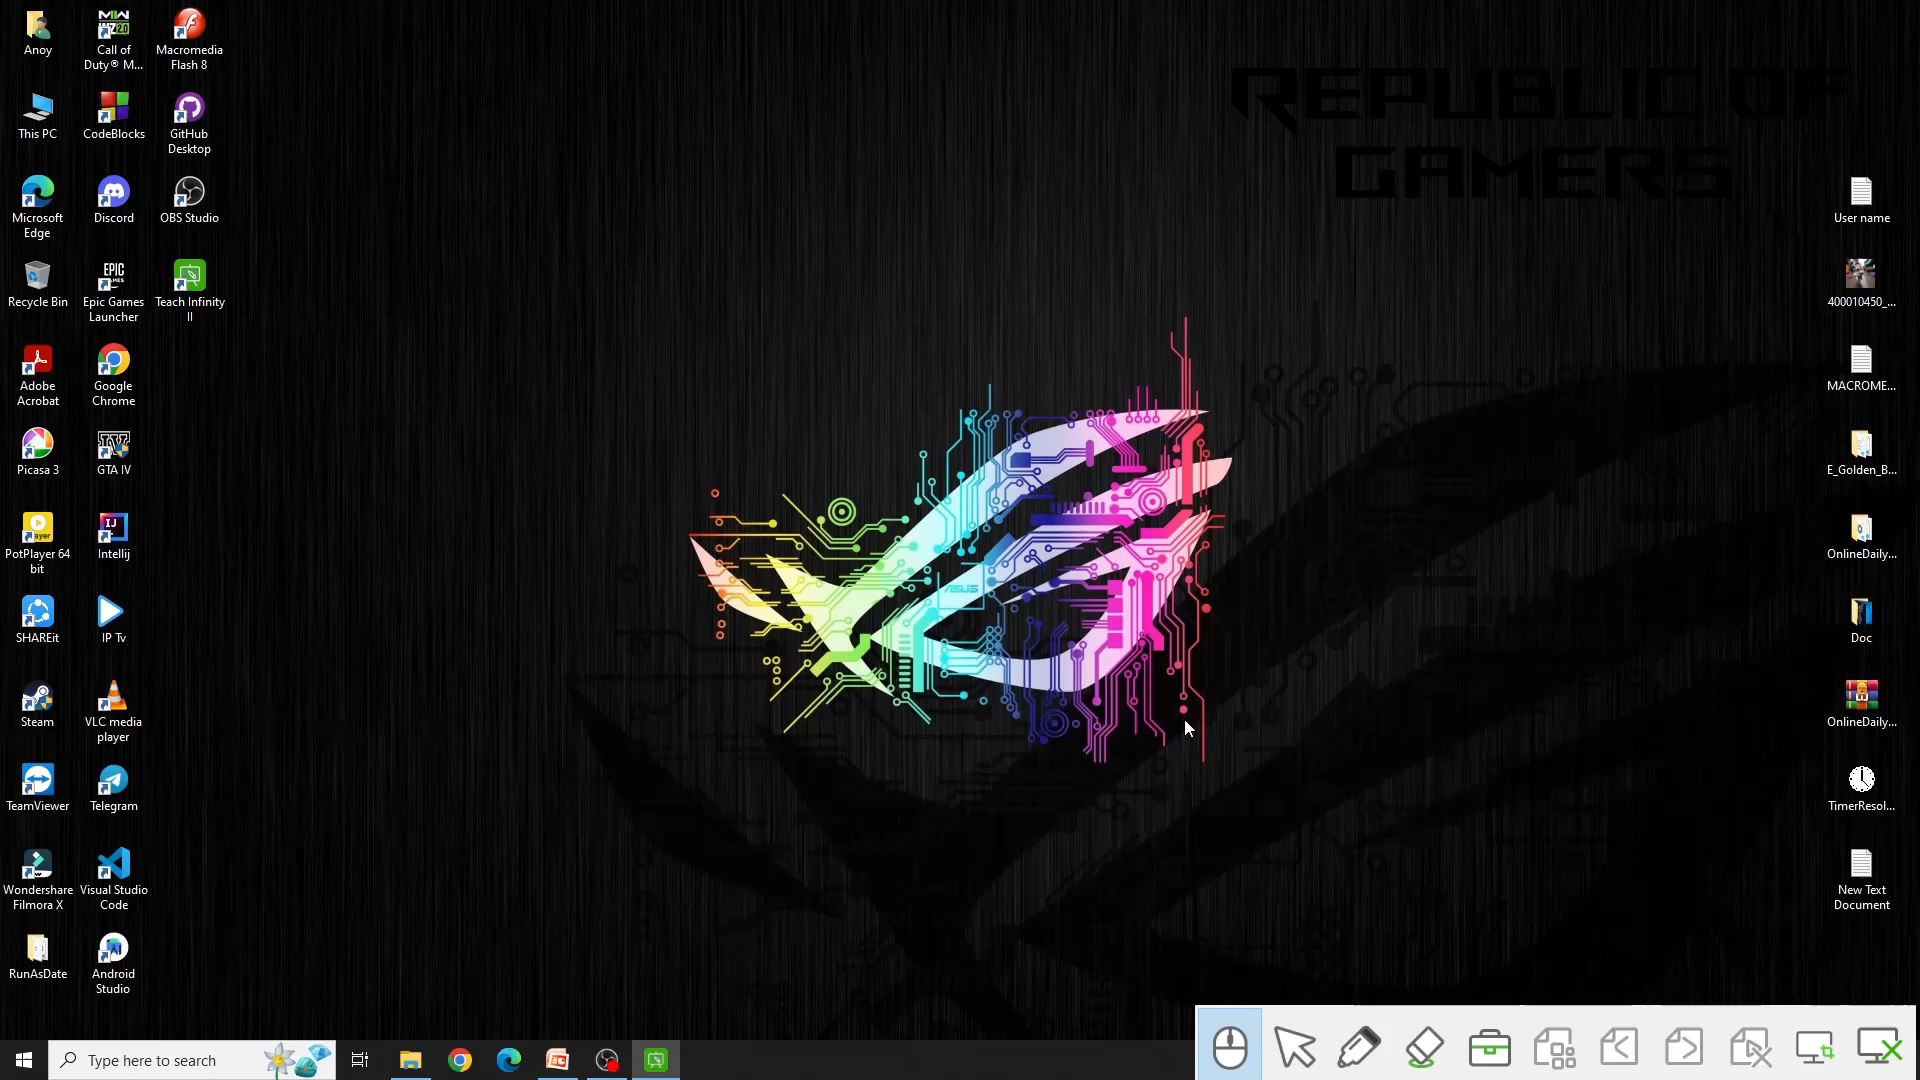 Anoy
Call of
Duty® M...
Macromedia
Flash 8
This PC
CodeBlocks
GitHub
Desktop
Microsoft
Edge
Discord
OBS Studio
Recycle Bin
Epic Games
Launcher
Teach Infinity
II
Adobe
Acrobat
Google
Chrome
Picasa 3
GTA IV
PotPlayer 64
bit
Intellij
SHAREit
IP Tv
Steam
VLC media
player
TeamViewer
Telegram
Wondershare
Filmora X
Visual Studio
Code
RunAsDate
Android
Studio
REPUBLIC OF
GAMERS
ASUS
User name
400010450_...
MACROME...
E_Golden_B...
OnlineDaily...
Doc
OnlineDaily...
TimerResol...
New Text
Document
Type here to search